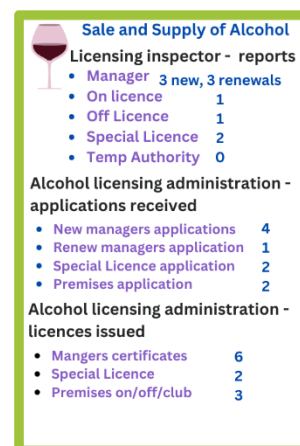 Sale and Supply of Alcohol
Licensing inspector - reports
• Manager 3 new, 3 renewals
• On licence 1
• Off Licence 1
• Special Licence 2
• Temp Authority 0
Alcohol licensing administration -
applications received
• New managers applications 4
• Renew managers application 1
• Special Licence application 2
• Premises application 2
Alcohol licensing administration -
licences issued
• Mangers certificates 6
• Special Licence 2
• Premises on/off/club 3